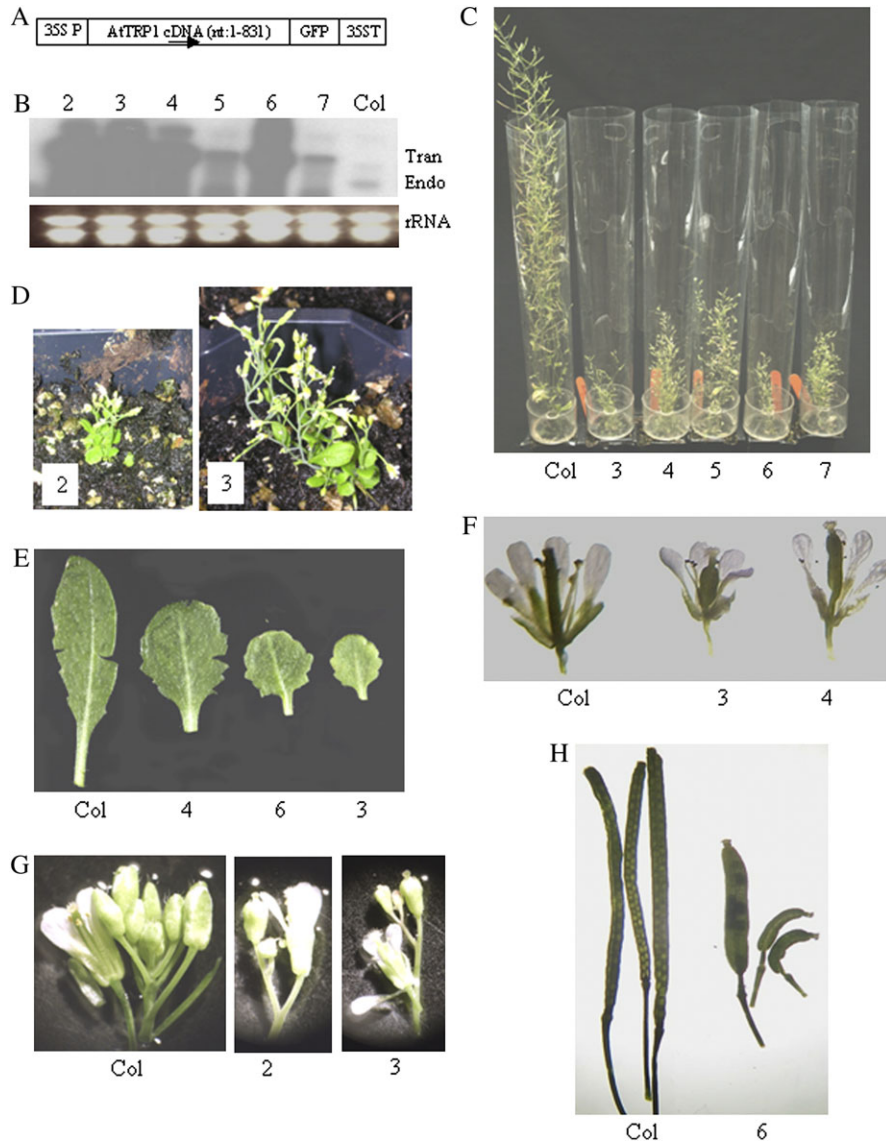 A
35S P AtTRP1 cDNA (nt:1-831) GFP 35ST
B
2 3 4 5 6 7 Col
Tran
Endo
rRNA
C
Col 3 4 5 6 7
D
2
3
E
Col 4 6 3
F
Col 3 4
G
Col 2 3
H
Col 6